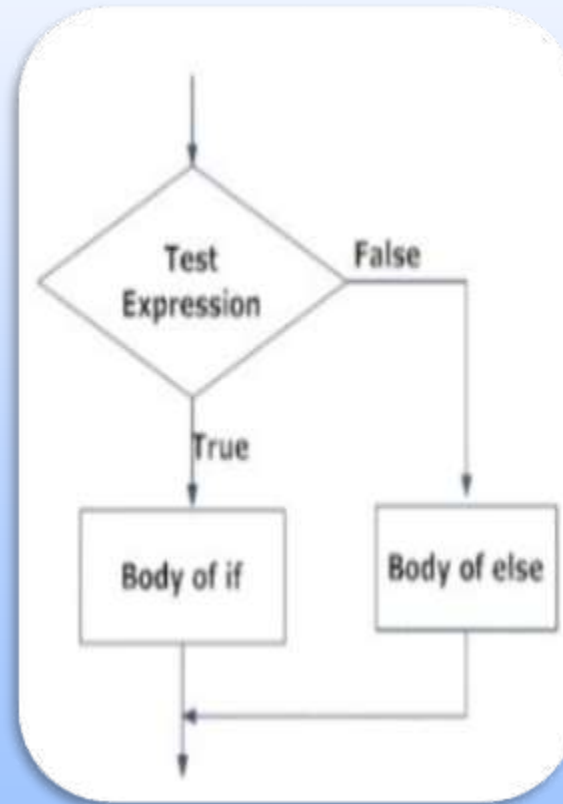 Test
Expression
False
True
Body of if
Body of else